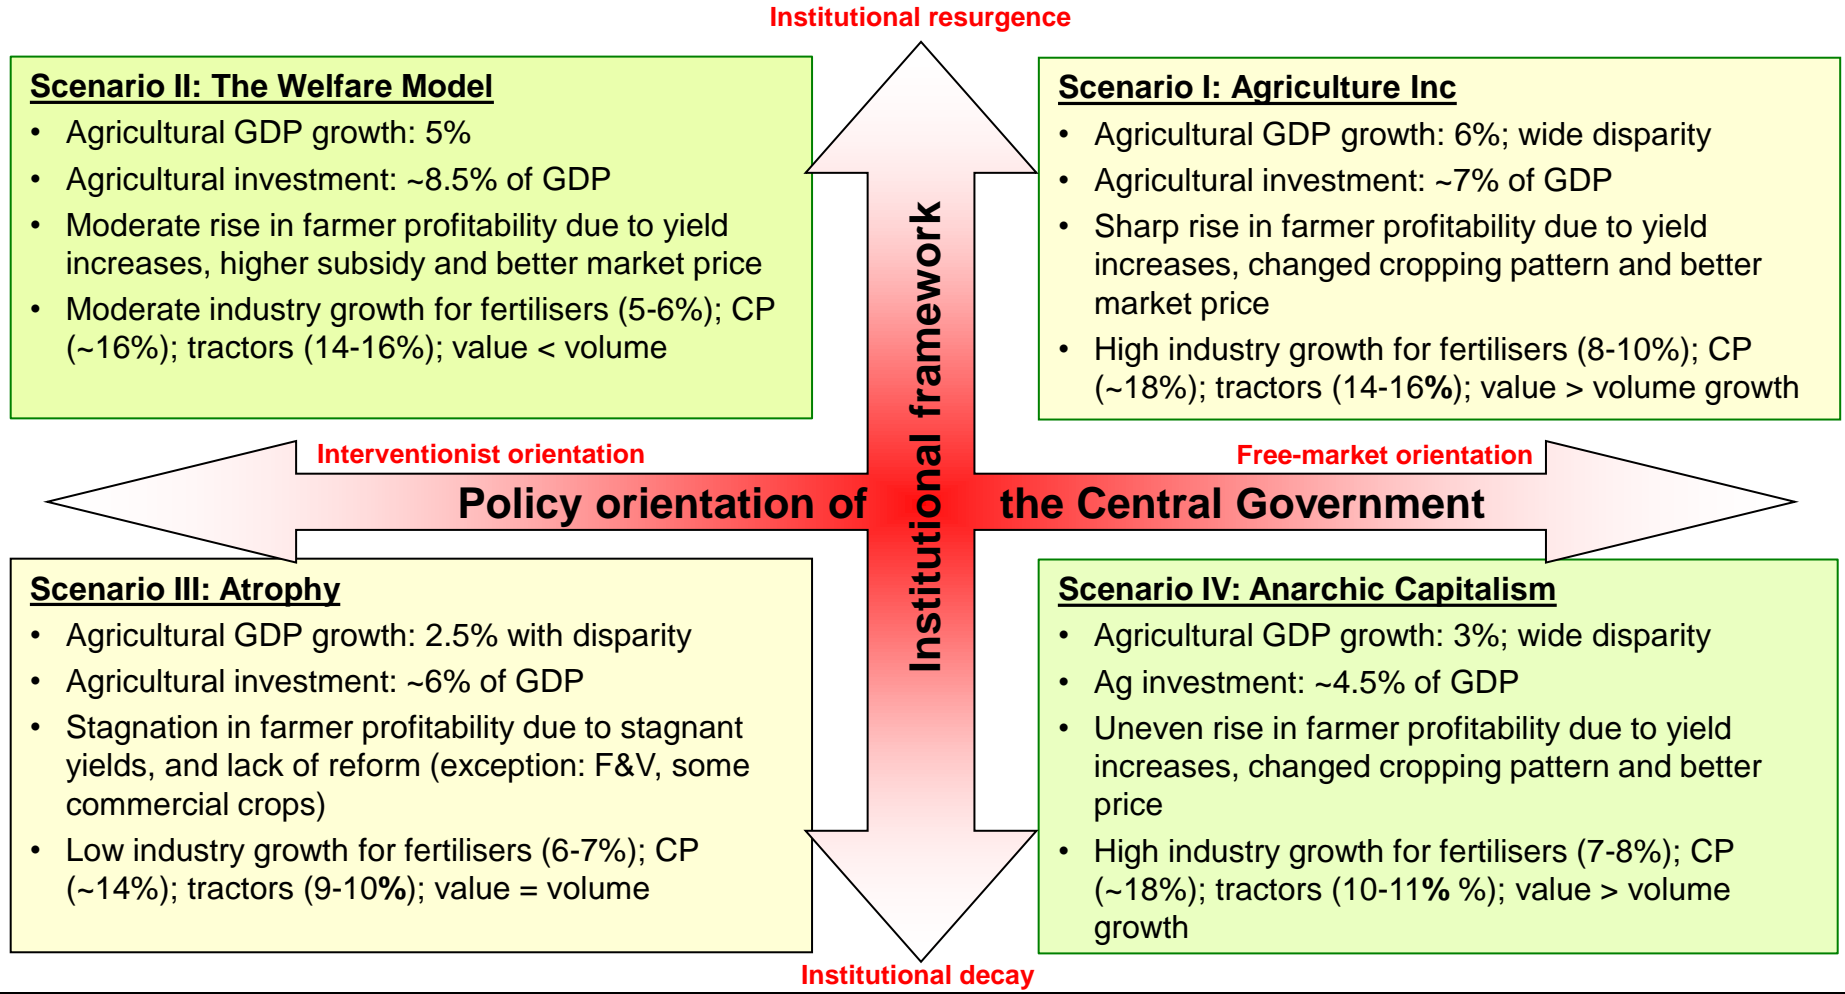 Institutional resurgence
Scenario II: The Welfare Model
• Agricultural GDP growth: 5%
• Agricultural investment: ~8.5% of GDP
• Moderate rise in farmer profitability due to yield
increases, higher subsidy and better market price
• Moderate industry growth for fertilisers (5-6%); CP
(~16%); tractors (14-16%); value < volume
Scenario I: Agriculture Inc
• Agricultural GDP growth: 6%; wide disparity
• Agricultural investment: ~7% of GDP
• Sharp rise in farmer profitability due to yield
increases, changed cropping pattern and better
market price
• High industry growth for fertilisers (8-10%); CP
(~18%); tractors (14-16%); value > volume growth
Institutional framework
Interventionist orientation
Free-market orientation
Policy orientation of the Central Government
Scenario III: Atrophy
• Agricultural GDP growth: 2.5% with disparity
• Agricultural investment: ~6% of GDP
• Stagnation in farmer profitability due to stagnant
yields, and lack of reform (exception: F&V, some
commercial crops)
• Low industry growth for fertilisers (6-7%); CP
(~14%); tractors (9-10%); value = volume
Scenario IV: Anarchic Capitalism
• Agricultural GDP growth: 3%; wide disparity
• Ag investment: ~4.5% of GDP
• Uneven rise in farmer profitability due to yield
increases, changed cropping pattern and better
price
• High industry growth for fertilisers (7-8%); CP
(~18%); tractors (10-11% %); value > volume
growth
Institutional decay